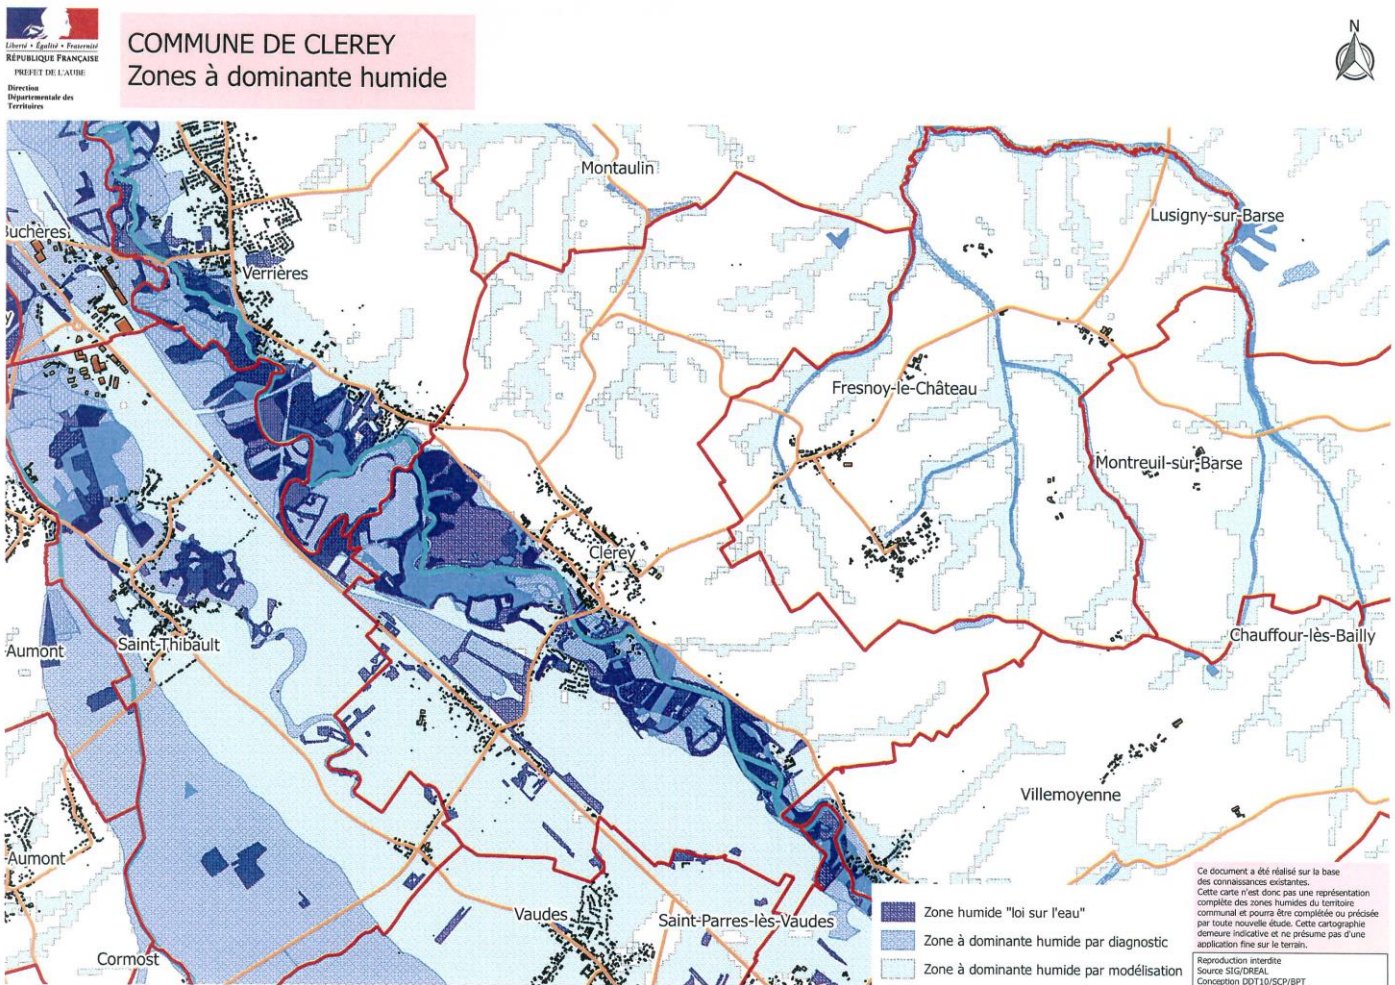 Liberté • Égalité • Fraternité
RÉPUBLIQUE FRANÇAISE
PREFET DE L'AUBE
Direction
Départementale des
Territoires
COMMUNE DE CLEREY
Zones à dominante humide
N
Montaulin
Lusigny-sur-Barse
Buchères
Verrières
Fresnoy-le-Château
Montreuil-sur-Barse
Clérey
Chauffour-lès-Bailly
Saint-Thibault
Aumont
Villemoyenne
Aumont
Vaudes
Saint-Parres-lès-Vaudes
Cormost
Zone humide "loi sur l'eau"
Zone à dominante humide par diagnostic
Zone à dominante humide par modélisation
Ce document a été réalisé sur la base
des connaissances existantes.
Cette carte n'est donc pas une représentation
complète des zones humides du territoire
communal et pourra être complétée ou précisée
par toute nouvelle étude. Cette cartographie
demeure indicative et ne présume pas d'une
application fine sur le terrain.
Reproduction interdite
Source SIG/DREAL
Conception DDT10/SCP/BPT